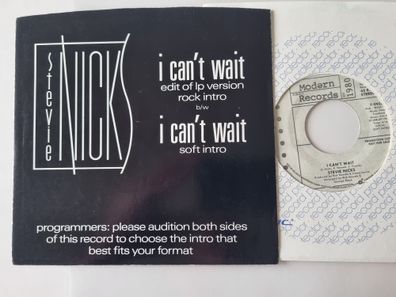 stevie
NICKS
i can't wait
edit of lp version
rock intro
b/w
i can't wait
soft intro
programmers: please audition both sides
of this record to choose the intro that
best fits your format
Modern
Records
1980
I CAN'T WAIT
STEVIE NICKS